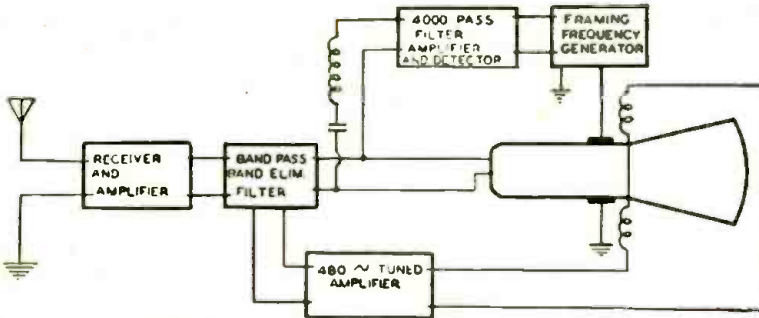 4000 PASS
FILTER
AMPLIFIER
AND DETECTOR
FRAMING
FREQUENCY
GENERATOR
RECEIVER
AND
AMPLIFIER
BAND PASS
BAND ELIM.
FILTER
480 ~ TUNED
AMPLIFIER